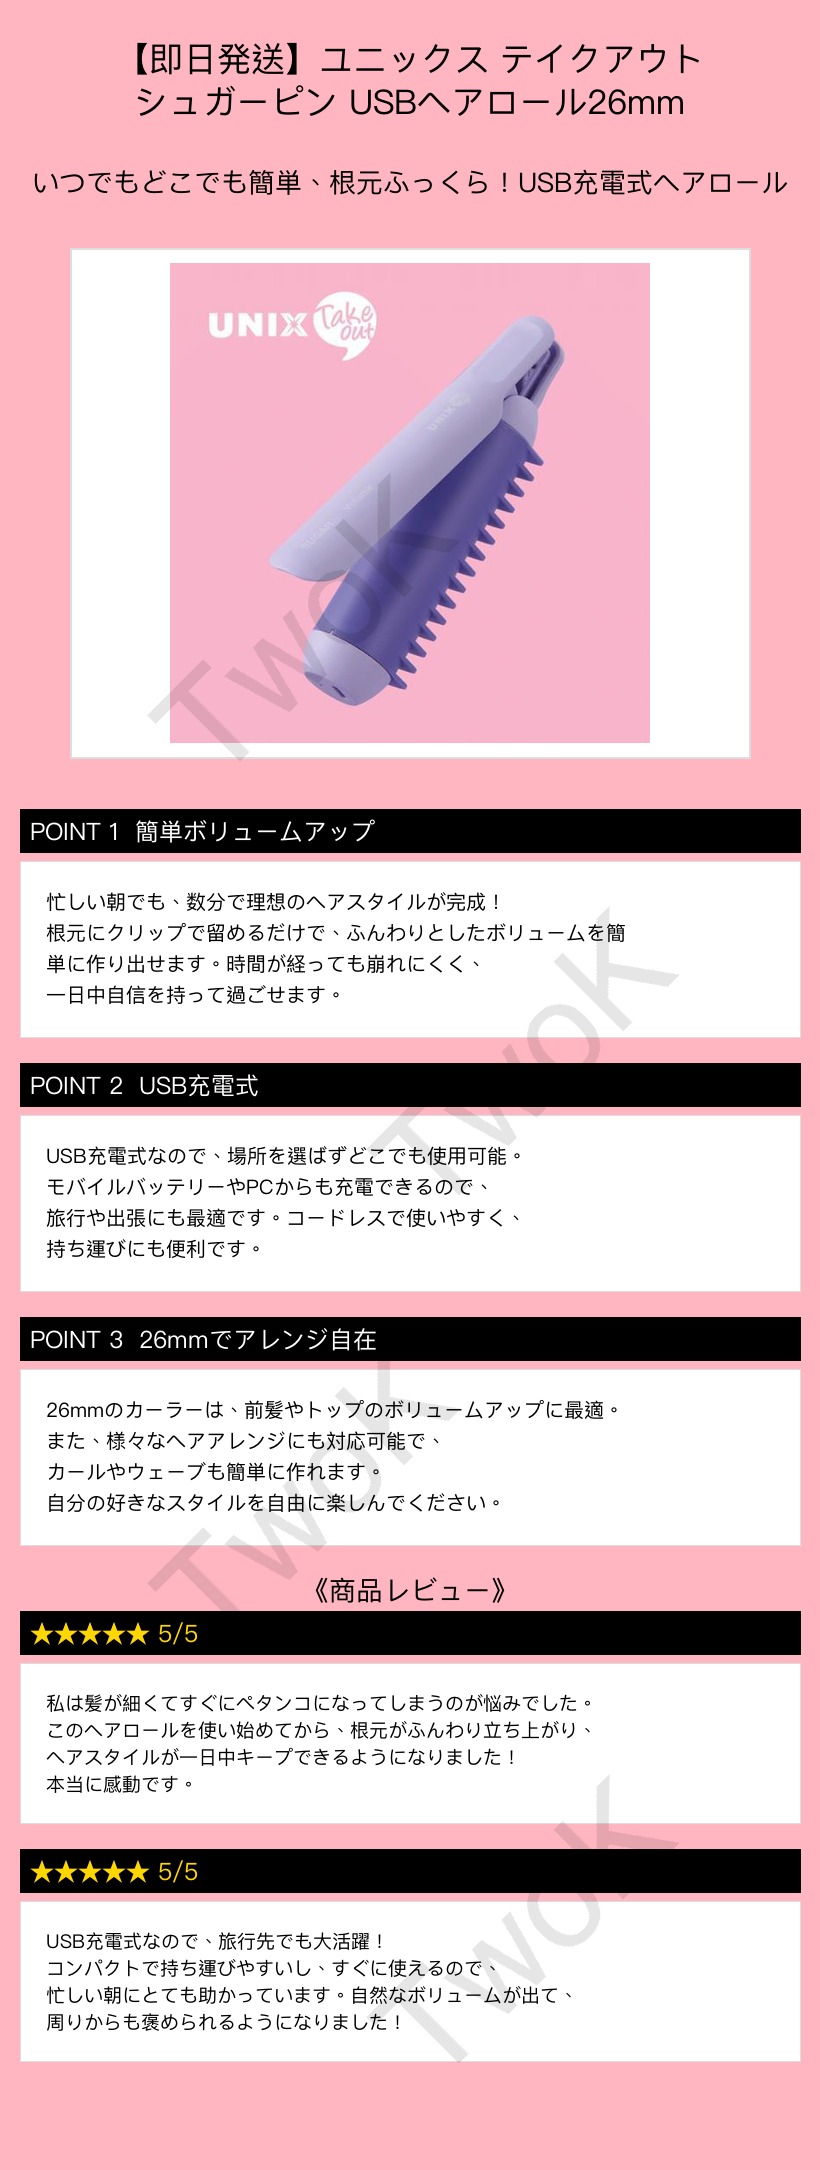 【即日発送】ユニックス テイクアウト
シュガーピン USBヘアロール26mm
いつでもどこでも簡単、根元ふっくら！USB充電式ヘアロール
UNIX Take out
UNIX
TwoK
POINT 1 簡単ボリュームアップ
忙しい朝でも、数分で理想のヘアスタイルが完成！
根元にクリップで留めるだけで、ふんわりとしたボリュームを簡
単に作り出せます。時間が経っても崩れにくく、
一日中自信を持って過ごせます。
TwoK
POINT 2 USB充電式
USB充電式なので、場所を選ばずどこでも使用可能。
モバイルバッテリーやPCからも充電できるので、
旅行や出張にも最適です。コードレスで使いやすく、
持ち運びにも便利です。
POINT 3 26mmでアレンジ自在
26mmのカーラーは、前髪やトップのボリュームアップに最適。
また、様々なヘアアレンジにも対応可能で、
カールやウェーブも簡単に作れます。
自分の好きなスタイルを自由に楽しんでください。
TwoK
《商品レビュー》
★★★★★ 5/5
私は髪が細くてすぐにペタンコになってしまうのが悩みでした。
このヘアロールを使い始めてから、根元がふんわり立ち上がり、
ヘアスタイルが一日中キープできるようになりました！
本当に感動です。
★★★★★ 5/5
USB充電式なので、旅行先でも大活躍！
コンパクトで持ち運びやすいし、すぐに使えるので、
忙しい朝にとても助かっています。自然なボリュームが出て、
周りからも褒められるようになりました！
TwoK